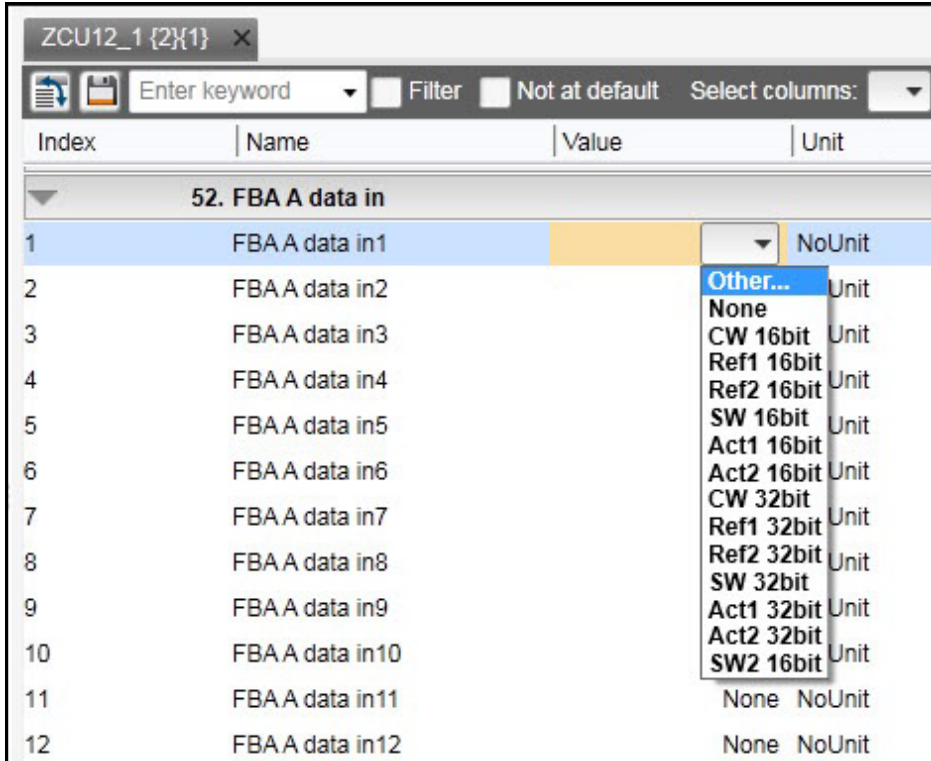 ZCU12_1 {2}{1} ×
Enter keyword Filter Not at default Select columns:
Index Name Value Unit
52. FBA A data in
1 FBA A data in1 NoUnit
Other...
2 FBA A data in2 Unit
None
3 FBA A data in3 CW 16bit Unit
Ref1 16bit
4 FBA A data in4 Ref2 16bit Unit
SW 16bit
5 FBA A data in5 Unit
Act1 16bit
6 FBA A data in6 Act2 16bit Unit
CW 32bit
7 FBA A data in7 Ref1 32bit Unit
8 FBA A data in8 Ref2 32bit Unit
SW 32bit
9 FBA A data in9 Act1 32bit Unit
Act2 32bit
10 FBA A data in10 SW2 16bit Unit
11 FBA A data in11 None NoUnit
12 FBA A data in12 None NoUnit